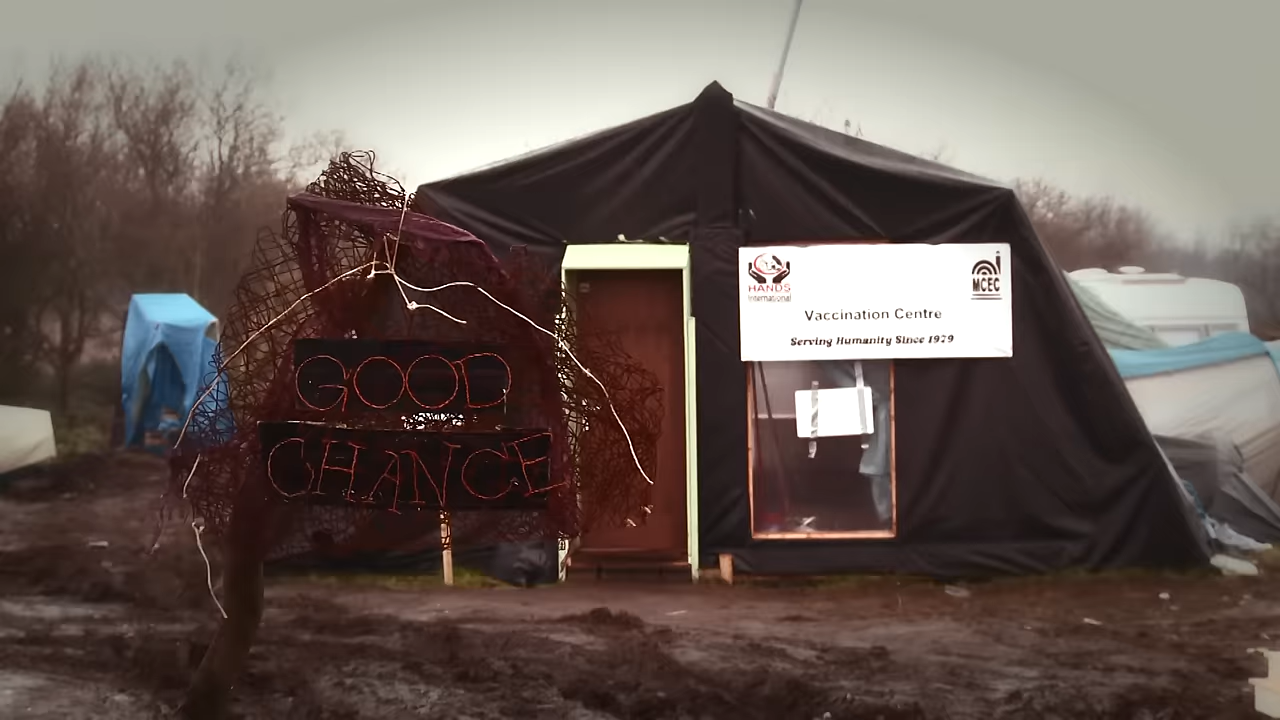 GOOD
CHANCE
HANDS
International
MCEC
Vaccination Centre
Serving Humanity Since 1979